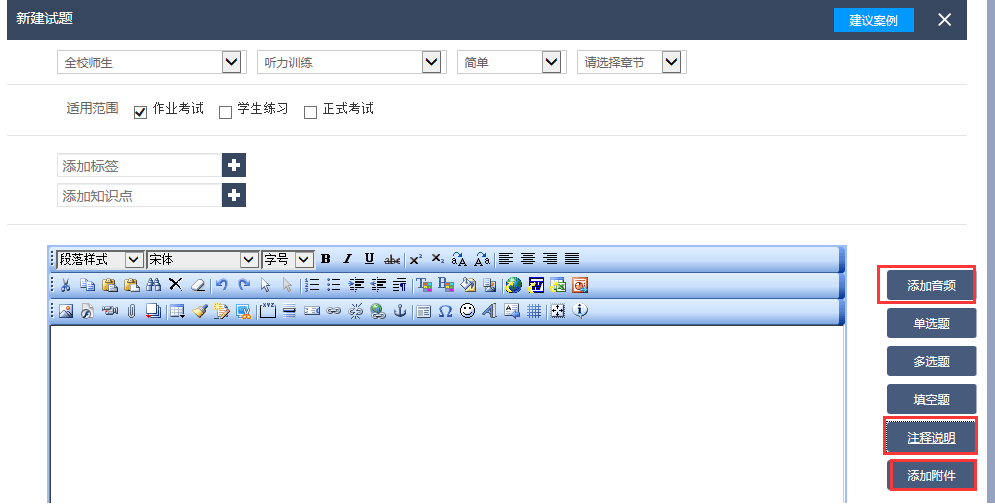 新建试题 建议案例
全校师生 听力训练 简单 请选择章节
适用范围 作业考试 学生练习 正式考试
添加标签
添加知识点
段落样式 宋体 字号 B I U abc x² x₂
添加音频
单选题
多选题
填空题
注释说明
添加附件